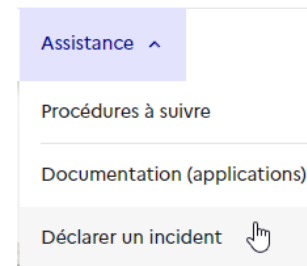 Assistance
Procédures à suivre
Documentation (applications)
Déclarer un incident